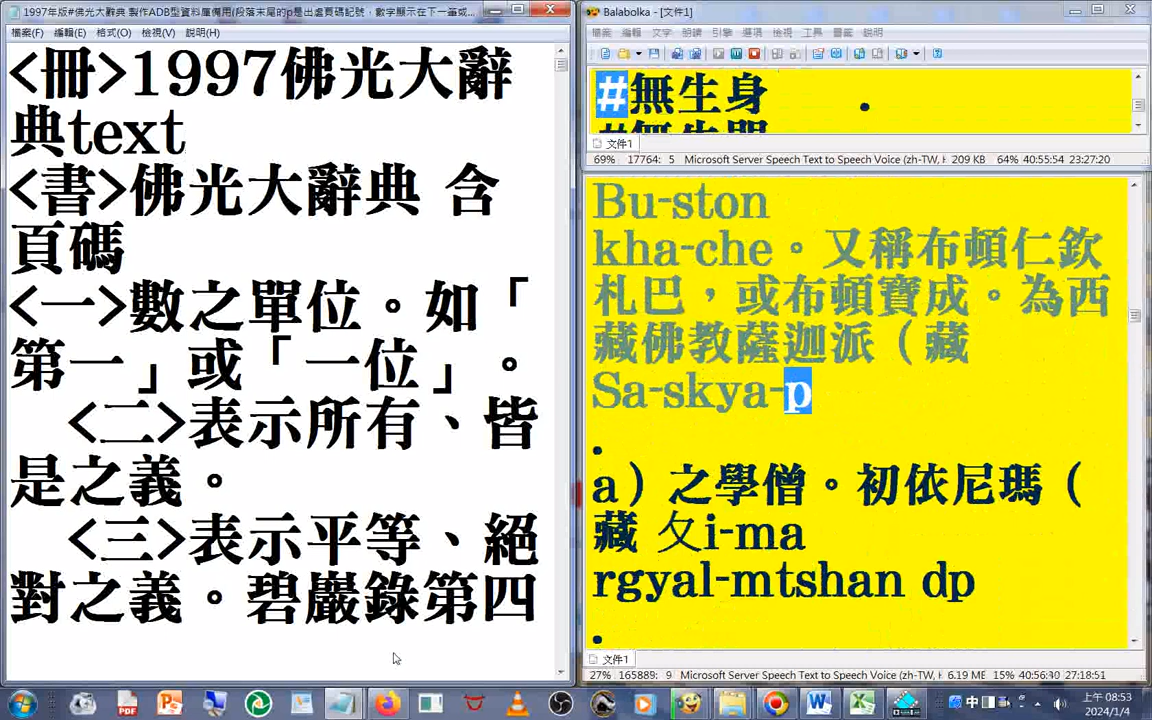 1997年版#佛光大辭典 製作ADB型資料庫備用(段落末尾的p是出處頁碼記號，數字顯示在下一筆或...
檔案(F) 編輯(E) 格式(O) 檢視(V) 說明(H)
<冊>1997佛光大辭
典text
<書>佛光大辭典 含
頁碼
<一>數之單位。如「
第一」或「一位」。
<二>表示所有、皆
是之義。
<三>表示平等、絕
對之義。碧巖錄第四
Balabolka - [文件1]
檔案 編輯 文字 朗讀 引擎 選項 檢視 工具 書籤 說明
#無生身 .
#無生門
文件1
69% 17764: 5 Microsoft Server Speech Text to Speech Voice (zh-TW, H 209 KB 64% 40:55:54 23:27:20
Bu-ston
kha-che。又稱布頓仁欽
札巴，或布頓寶成。為西
藏佛教薩迦派（藏
Sa-skya-p
.
a）之學僧。初依尼瑪（
藏 ㄆi-ma
rgyal-mtshan dp
.
文件1
27% 165889: 9 Microsoft Server Speech Text to Speech Voice (zh-TW, H 6.19 MB 15% 40:56:30 27:18:51
中
上午 08:53
2024/1/4